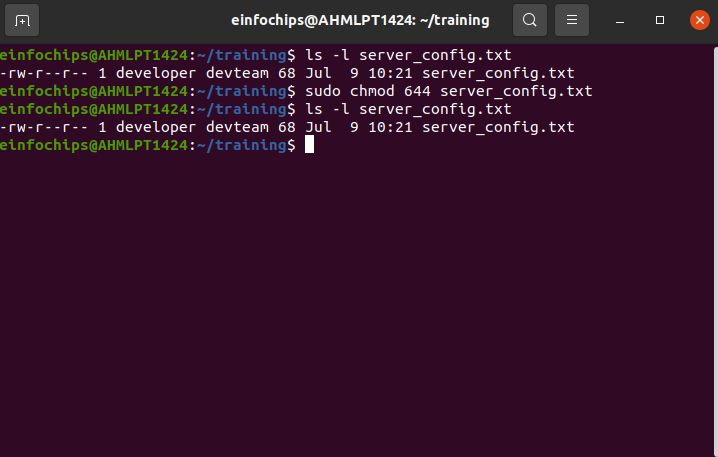 einfochips@AHMLPT1424: ~/training
einfochips@AHMLPT1424:~/training$ ls -l server_config.txt
-rw-r--r-- 1 developer devteam 68 Jul  9 10:21 server_config.txt
einfochips@AHMLPT1424:~/training$ sudo chmod 644 server_config.txt
einfochips@AHMLPT1424:~/training$ ls -l server_config.txt
-rw-r--r-- 1 developer devteam 68 Jul  9 10:21 server_config.txt
einfochips@AHMLPT1424:~/training$